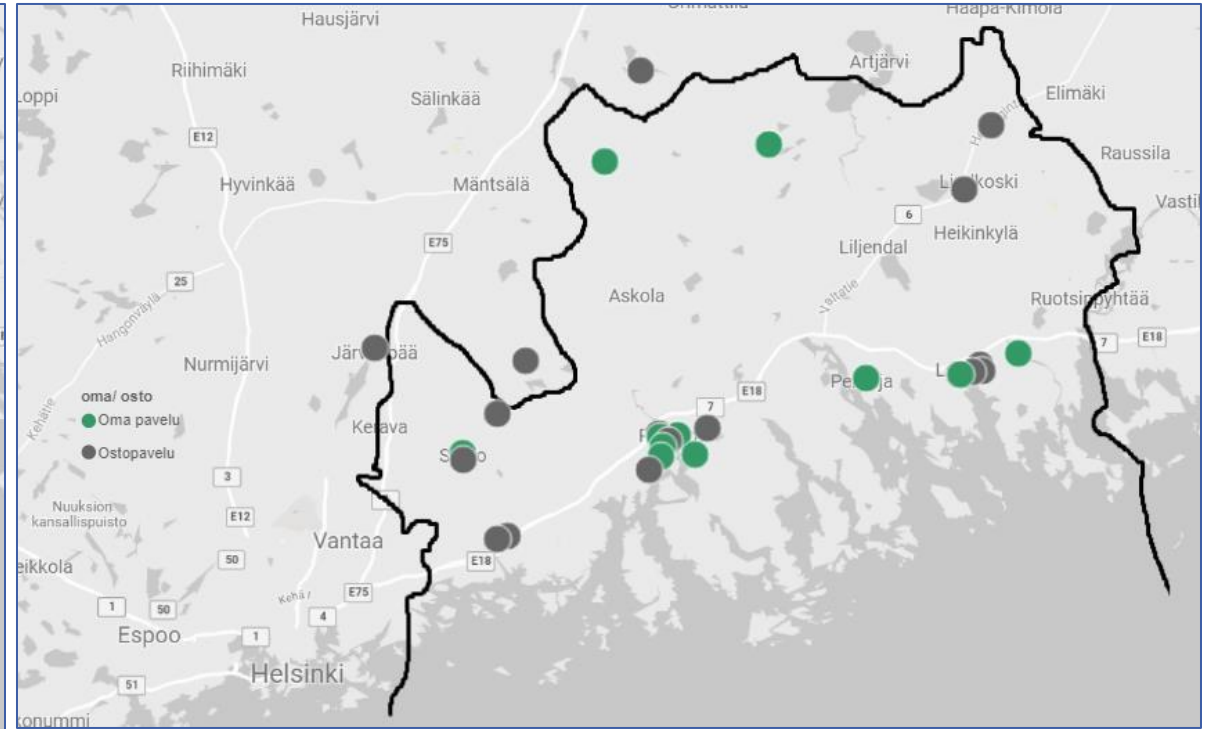 Hausjärvi
Haapa-Kimola
Riihimäki
Artjärvi
Loppi
Sälinkää
Elimäki
E12
Raussila
Hyvinkää
Mäntsälä
6
E75
Heikinkylä
Liljendal
25
Askola
Ruotsinpyhtää
Hangonväylä
E18
7
Nurmijärvi
oma/ osto
Oma pavelu
E18
7
Kehätie
Kerava
Ostopavelu
3
Nuuksion
kansallispuisto
E12
Vantaa
50
E18
E75
1
50
4
Espoo
1
Helsinki
51